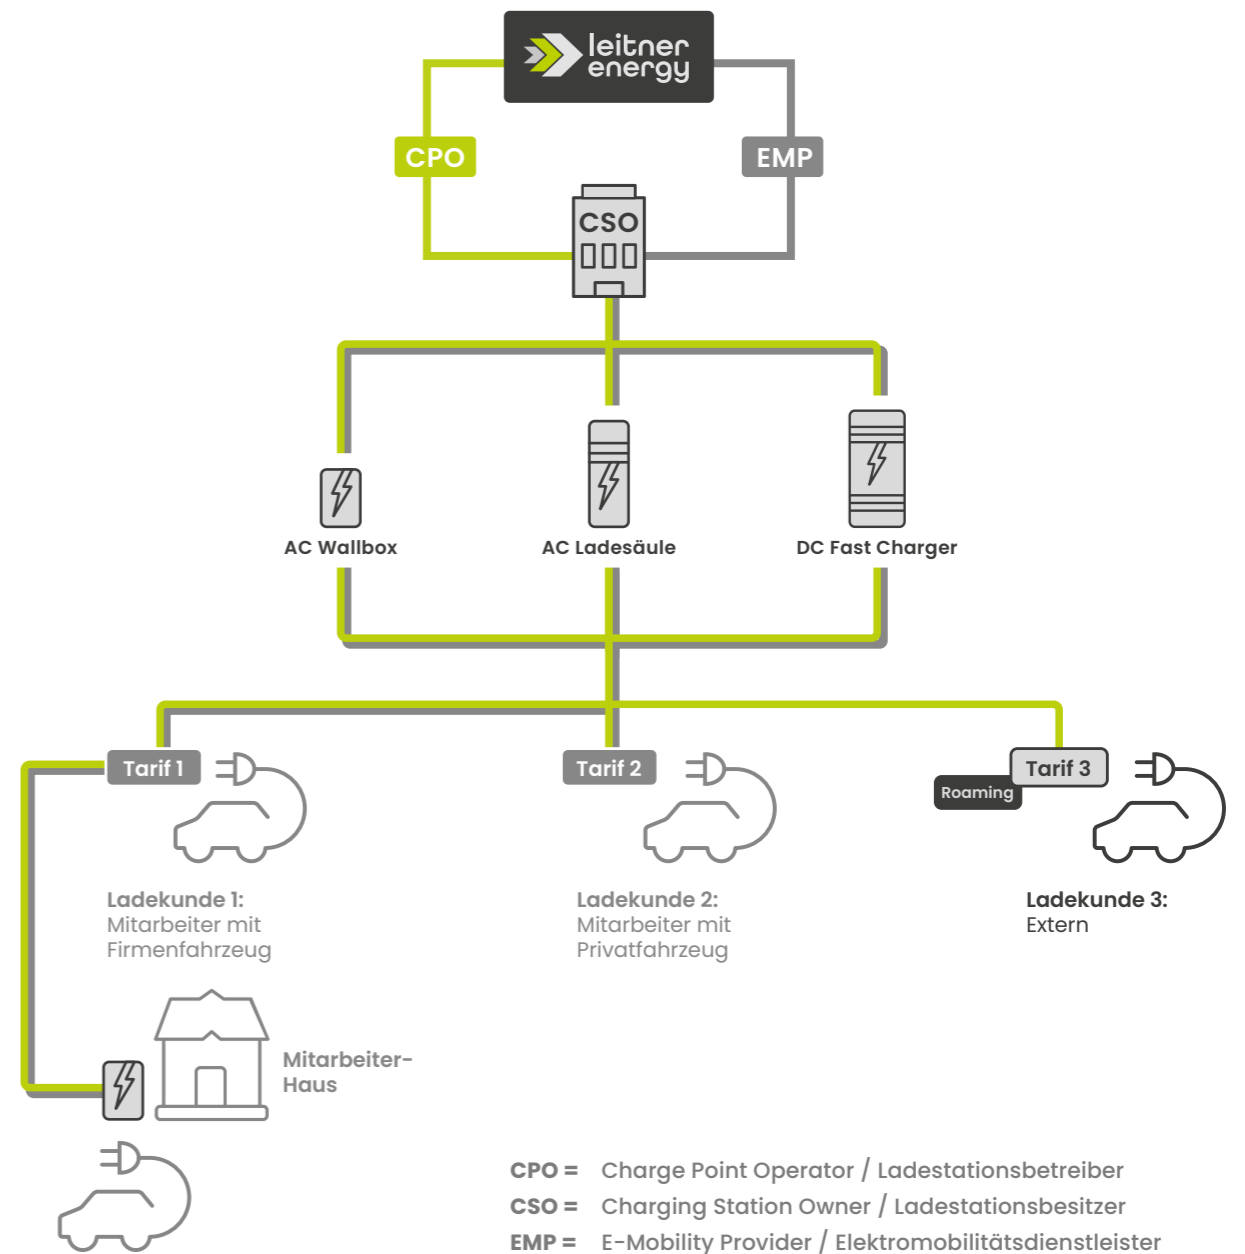 leitner
energy
CPO
EMP
CSO
AC Wallbox
AC Ladesäule
DC Fast Charger
Tarif 1
Tarif 2
Tarif 3
Roaming
Ladekunde 1:
Mitarbeiter mit
Firmenfahrzeug
Ladekunde 2:
Mitarbeiter mit
Privatfahrzeug
Ladekunde 3:
Extern
Mitarbeiter-
Haus
CPO = Charge Point Operator / Ladestationsbetreiber
CSO = Charging Station Owner / Ladestationsbesitzer
EMP = E-Mobility Provider / Elektromobilitätsdienstleister